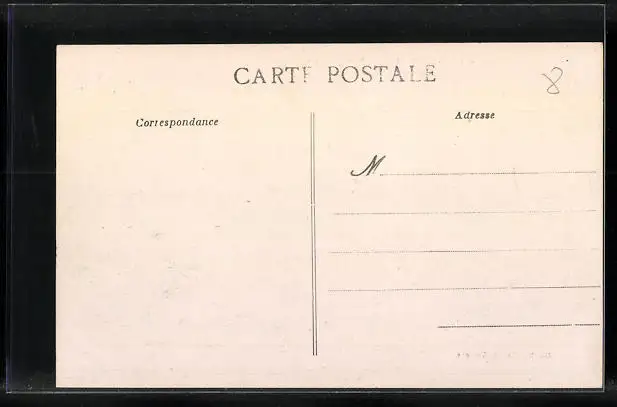 CARTE POSTALE
8
Correspondance
Adresse
M